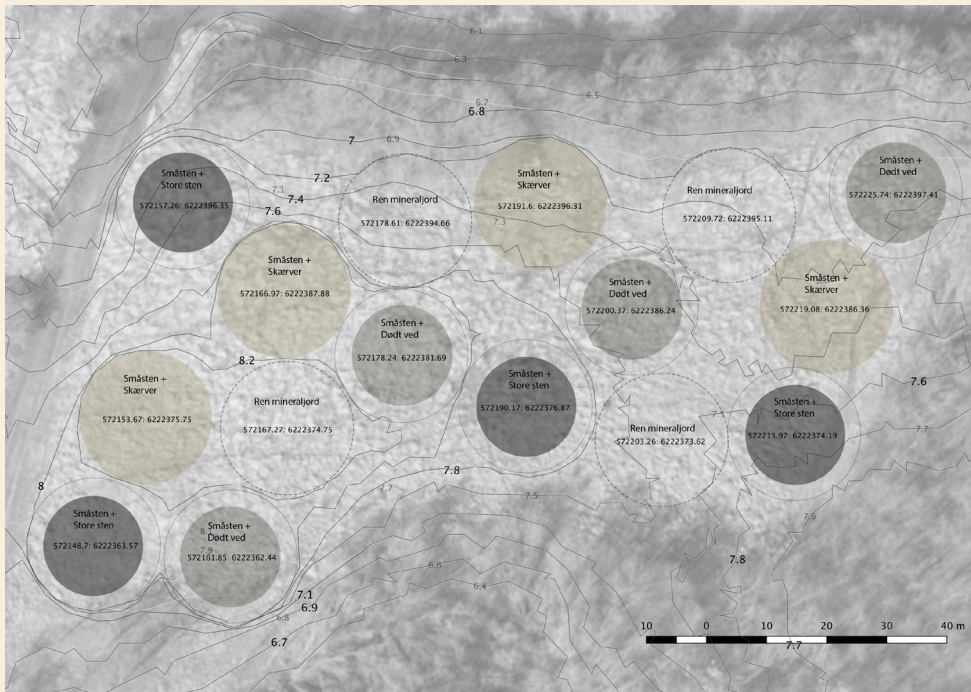 6.1
6.3
6.5
6.7
6.8
6.9
7
7.2
7.1
7.4
7.6
7.3
Småsten +
Store sten
572157.26: 6222396.35
Ren mineraljord
572178.61: 6222394.66
Småsten +
Skærver
572191.6: 6222396.31
Ren mineraljord
572209.72: 6222395.11
Småsten +
Dødt ved
572225.74: 6222397.41
Småsten +
Skærver
572166.97: 6222387.88
Småsten +
Dødt ved
572178.24: 6222381.69
Småsten +
Dødt ved
572200.37: 6222386.24
Småsten +
Skærver
572219.08: 6222386.36
8.2
7.6
Småsten +
Skærver
572153.67: 6222375.75
Ren mineraljord
572167.27: 6222374.75
Småsten +
Store sten
572190.17: 6222376.87
Ren mineraljord
572203.26: 6222373.62
Småsten +
Store sten
572215.97: 6222374.19
7.7
8
7.8
7.7
7.5
7.6
Småsten +
Store sten
572148.7: 6222363.57
Småsten +
Dødt ved
7.9
572161.85: 6222362.44
7.8
6.6
6.4
7.1
6.9
6.8
6.7
10 0 10 20 30 40 m
7.7